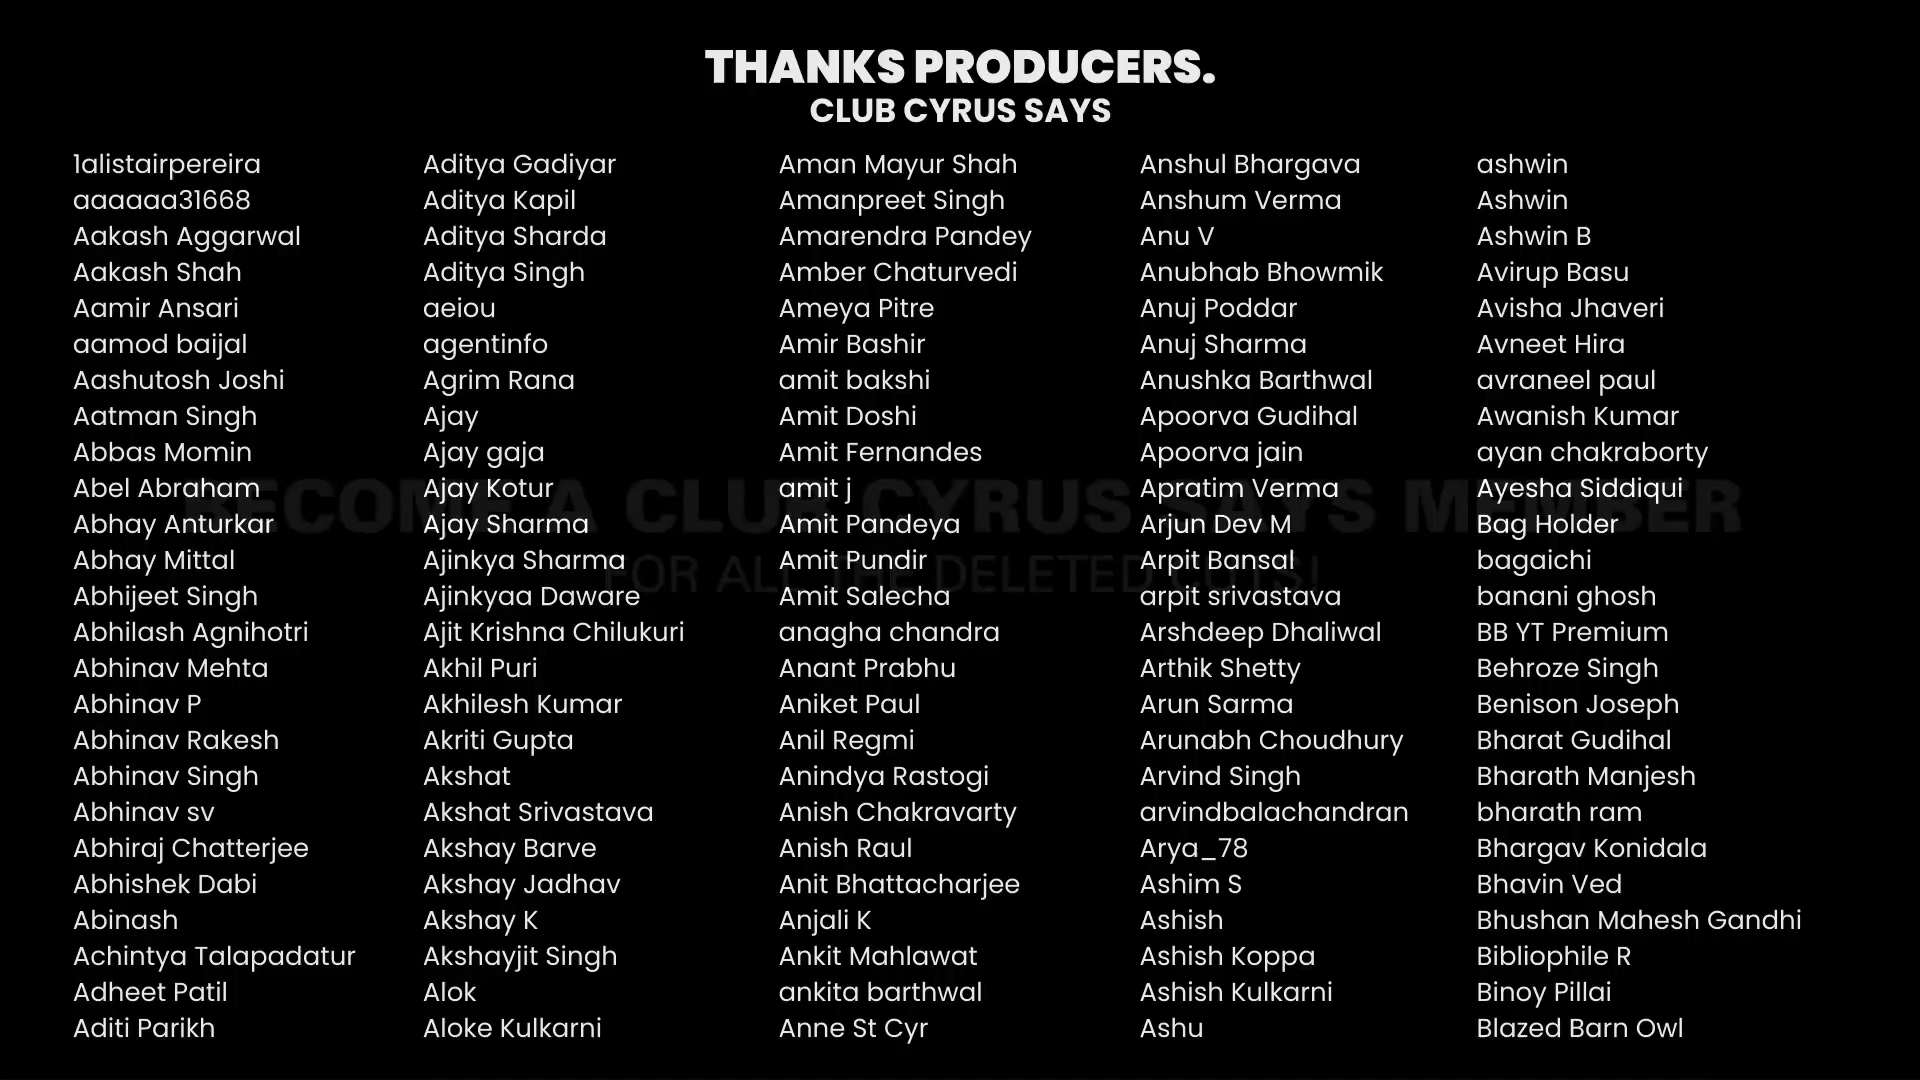 THANKS PRODUCERS.
CLUB CYRUS SAYS
1alistairpereira
aaaaaa31668
Aakash Aggarwal
Aakash Shah
Aamir Ansari
aamod baijal
Aashutosh Joshi
Aatman Singh
Abbas Momin
Abel Abraham
Abhay Anturkar
Abhay Mittal
Abhijeet Singh
Abhilash Agnihotri
Abhinav Mehta
Abhinav P
Abhinav Rakesh
Abhinav Singh
Abhinav sv
Abhiraj Chatterjee
Abhishek Dabi
Abinash
Achintya Talapadatur
Adheet Patil
Aditi Parikh
Aditya Gadiyar
Aditya Kapil
Aditya Sharda
Aditya Singh
aeiou
agentinfo
Agrim Rana
Ajay
Ajay gaja
Ajay Kotur
Ajay Sharma
Ajinkya Sharma
Ajinkyaa Daware
Ajit Krishna Chilukuri
Akhil Puri
Akhilesh Kumar
Akriti Gupta
Akshat
Akshat Srivastava
Akshay Barve
Akshay Jadhav
Akshay K
Akshayjit Singh
Alok
Aloke Kulkarni
Aman Mayur Shah
Amanpreet Singh
Amarendra Pandey
Amber Chaturvedi
Ameya Pitre
Amir Bashir
amit bakshi
Amit Doshi
Amit Fernandes
amit j
Amit Pandeya
Amit Pundir
Amit Salecha
anagha chandra
Anant Prabhu
Aniket Paul
Anil Regmi
Anindya Rastogi
Anish Chakravarty
Anish Raul
Anit Bhattacharjee
Anjali K
Ankit Mahlawat
ankita barthwal
Anne St Cyr
Anshul Bhargava
Anshum Verma
Anu V
Anubhab Bhowmik
Anuj Poddar
Anuj Sharma
Anushka Barthwal
Apoorva Gudihal
Apoorva jain
Apratim Verma
Arjun Dev M
Arpit Bansal
arpit srivastava
Arshdeep Dhaliwal
Arthik Shetty
Arun Sarma
Arunabh Choudhury
Arvind Singh
arvindbalachandran
Arya_78
Ashim S
Ashish
Ashish Koppa
Ashish Kulkarni
Ashu
ashwin
Ashwin
Ashwin B
Avirup Basu
Avisha Jhaveri
Avneet Hira
avraneel paul
Awanish Kumar
ayan chakraborty
Ayesha Siddiqui
Bag Holder
bagaichi
banani ghosh
BB YT Premium
Behroze Singh
Benison Joseph
Bharat Gudihal
Bharath Manjesh
bharath ram
Bhargav Konidala
Bhavin Ved
Bhushan Mahesh Gandhi
Bibliophile R
Binoy Pillai
Blazed Barn Owl
BECOME A CLUB CYRUS SAYS MEMBER
FOR ALL THE DELETED CUTS!